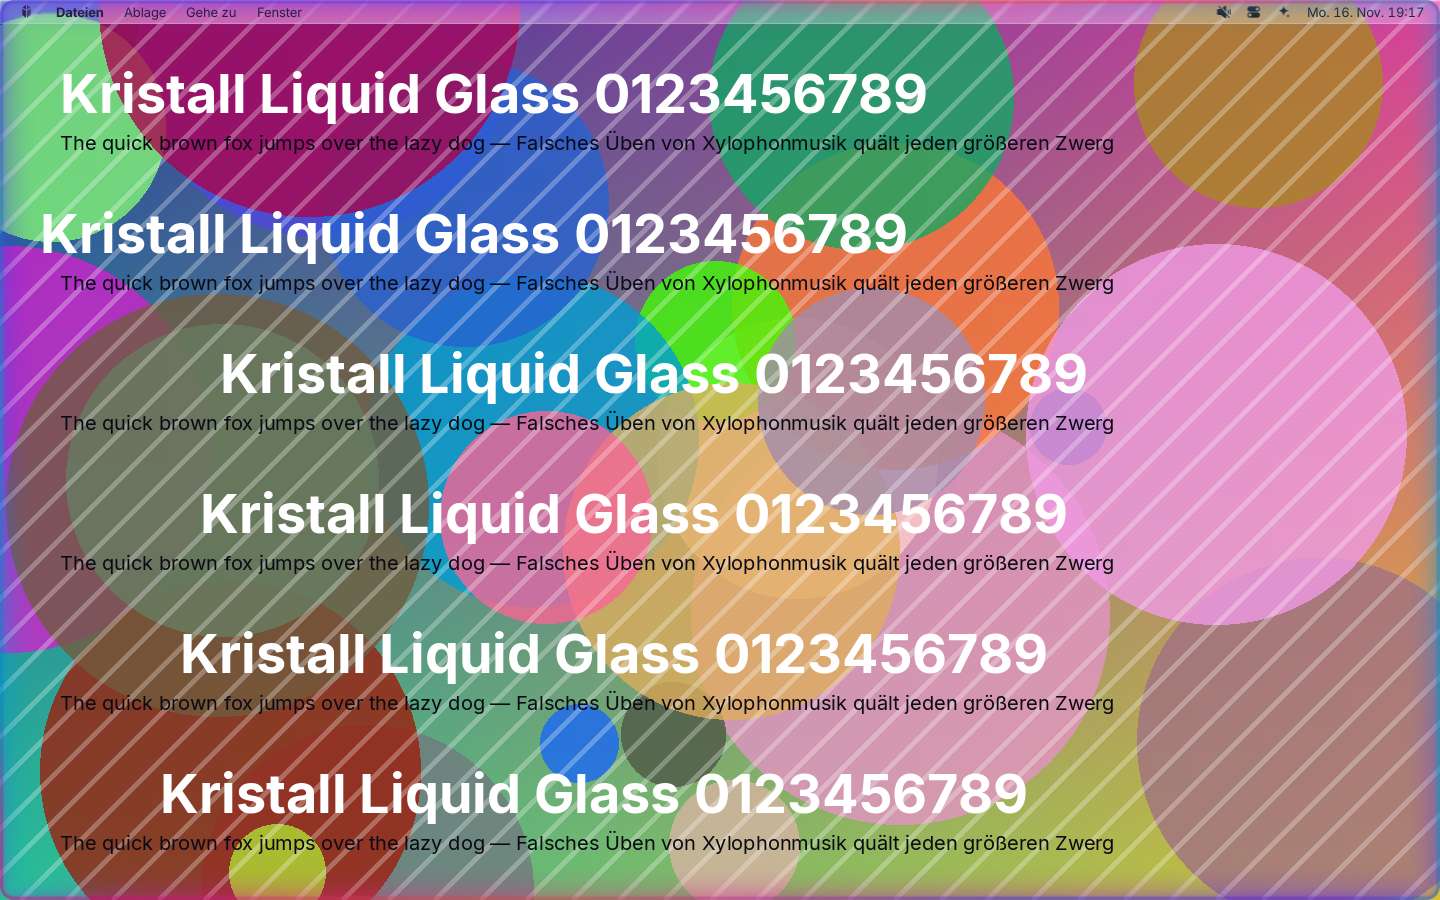 Dateien Ablage Gehe zu Fenster Mo. 16. Nov. 19:17
Kristall Liquid Glass 0123456789
The quick brown fox jumps over the lazy dog — Falsches Üben von Xylophonmusik quält jeden größeren Zwerg
Kristall Liquid Glass 0123456789
The quick brown fox jumps over the lazy dog — Falsches Üben von Xylophonmusik quält jeden größeren Zwerg
Kristall Liquid Glass 0123456789
The quick brown fox jumps over the lazy dog — Falsches Üben von Xylophonmusik quält jeden größeren Zwerg
Kristall Liquid Glass 0123456789
The quick brown fox jumps over the lazy dog — Falsches Üben von Xylophonmusik quält jeden größeren Zwerg
Kristall Liquid Glass 0123456789
The quick brown fox jumps over the lazy dog — Falsches Üben von Xylophonmusik quält jeden größeren Zwerg
Kristall Liquid Glass 0123456789
The quick brown fox jumps over the lazy dog — Falsches Üben von Xylophonmusik quält jeden größeren Zwerg